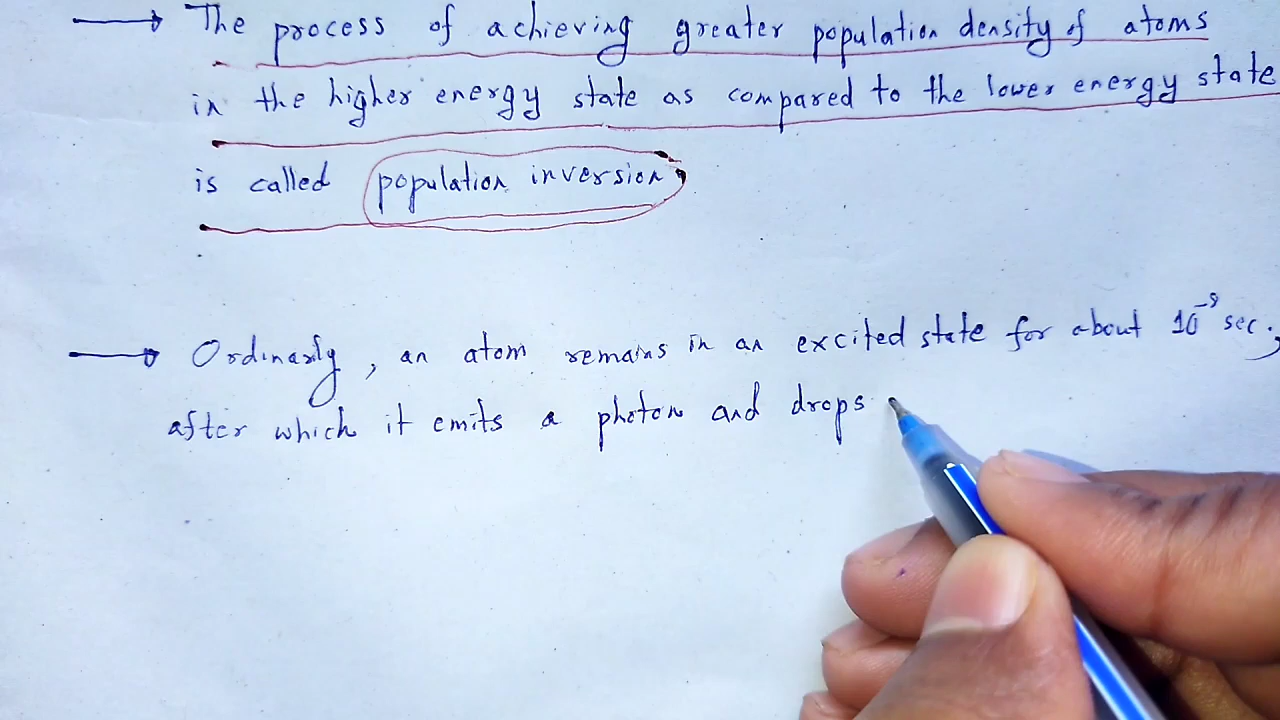 → The process of achieving greater population density of atoms
in the higher energy state as compared to the lower energy state
is called population inversion
→ Ordinarily, an atom remains in an excited state for about 10⁻⁹ sec.,
after which it emits a photon and drops